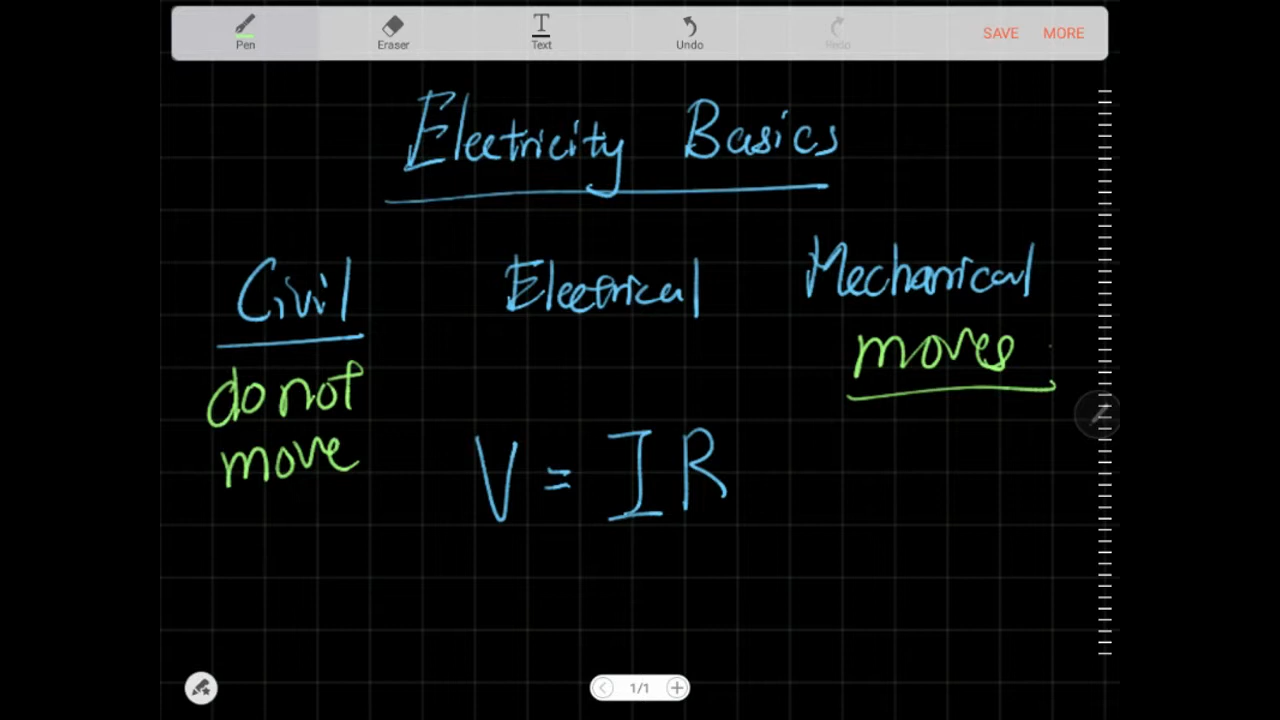 Pen Eraser Text Undo Redo SAVE MORE
Electricity Basics
Civil Electrical Mechanical
do not moves
move
V = IR
1/1